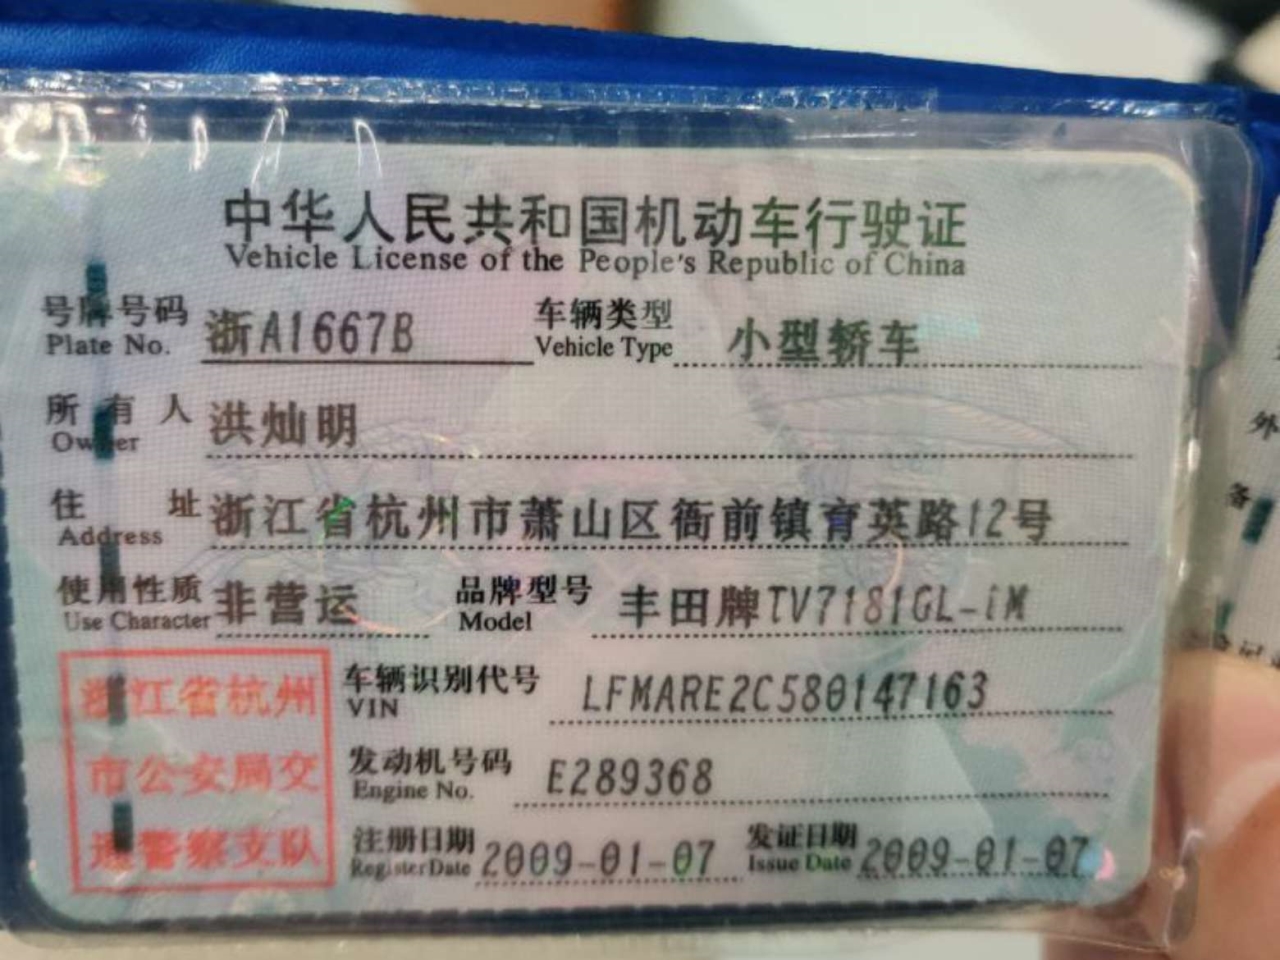 中华人民共和国机动车行驶证
Vehicle License of the People's Republic of China
号牌号码 浙A1667B 车辆类型 小型轿车
Plate No. Vehicle Type
所有人 洪灿明
Owner
住址 浙江省杭州市萧山区衙前镇育英路12号
Address
使用性质 非营运 品牌型号 丰田牌TV7181GL-iM
Use Character Model
浙江省杭州
市公安局交
通警察支队
车辆识别代号 LFMARE2C580147163
VIN
发动机号码 E289368
Engine No.
注册日期 2009-01-07 发证日期 2009-01-07
Register Date Issue Date
外
备